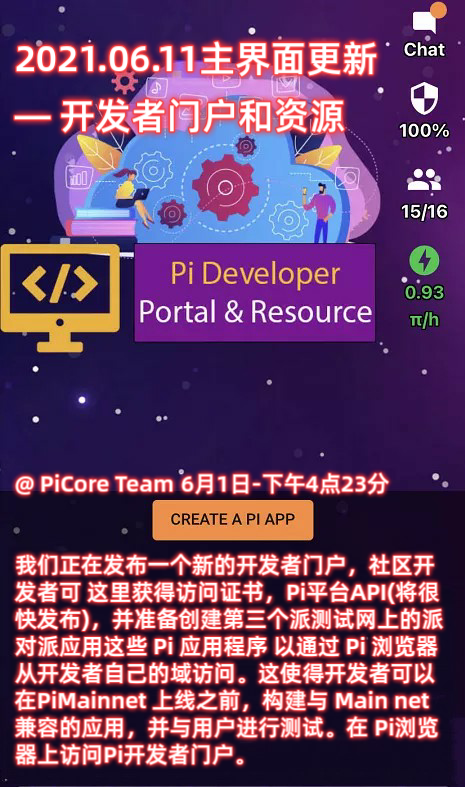 2021.06.11主界面更新
Chat
— 开发者门户和资源
100%
15/16
</>
Pi Developer
Portal & Resource
0.93
π/h
@ PiCore Team 6月1日-下午4点23分
CREATE A PI APP
我们正在发布一个新的开发者门户，社区开
发者可 这里获得访问证书，Pi平台API(将很
快发布)，并准备创建第三个派测试网上的派
对派应用这些 Pi 应用程序 以通过 Pi 浏览器
从开发者自己的域访问。这使得开发者可以
在PiMainnet 上线之前，构建与 Main net
兼容的应用，并与用户进行测试。在 Pi浏览
器上访问Pi开发者门户。